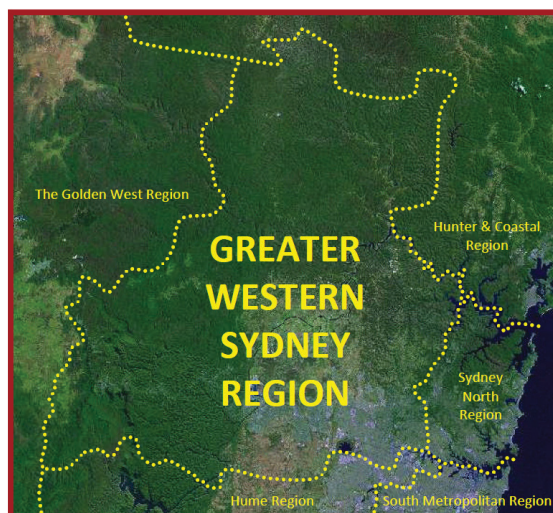 The Golden West Region
Hunter & Coastal
Region
GREATER
WESTERN
SYDNEY
REGION
Sydney
North
Region
Hume Region
South Metropolitan Region